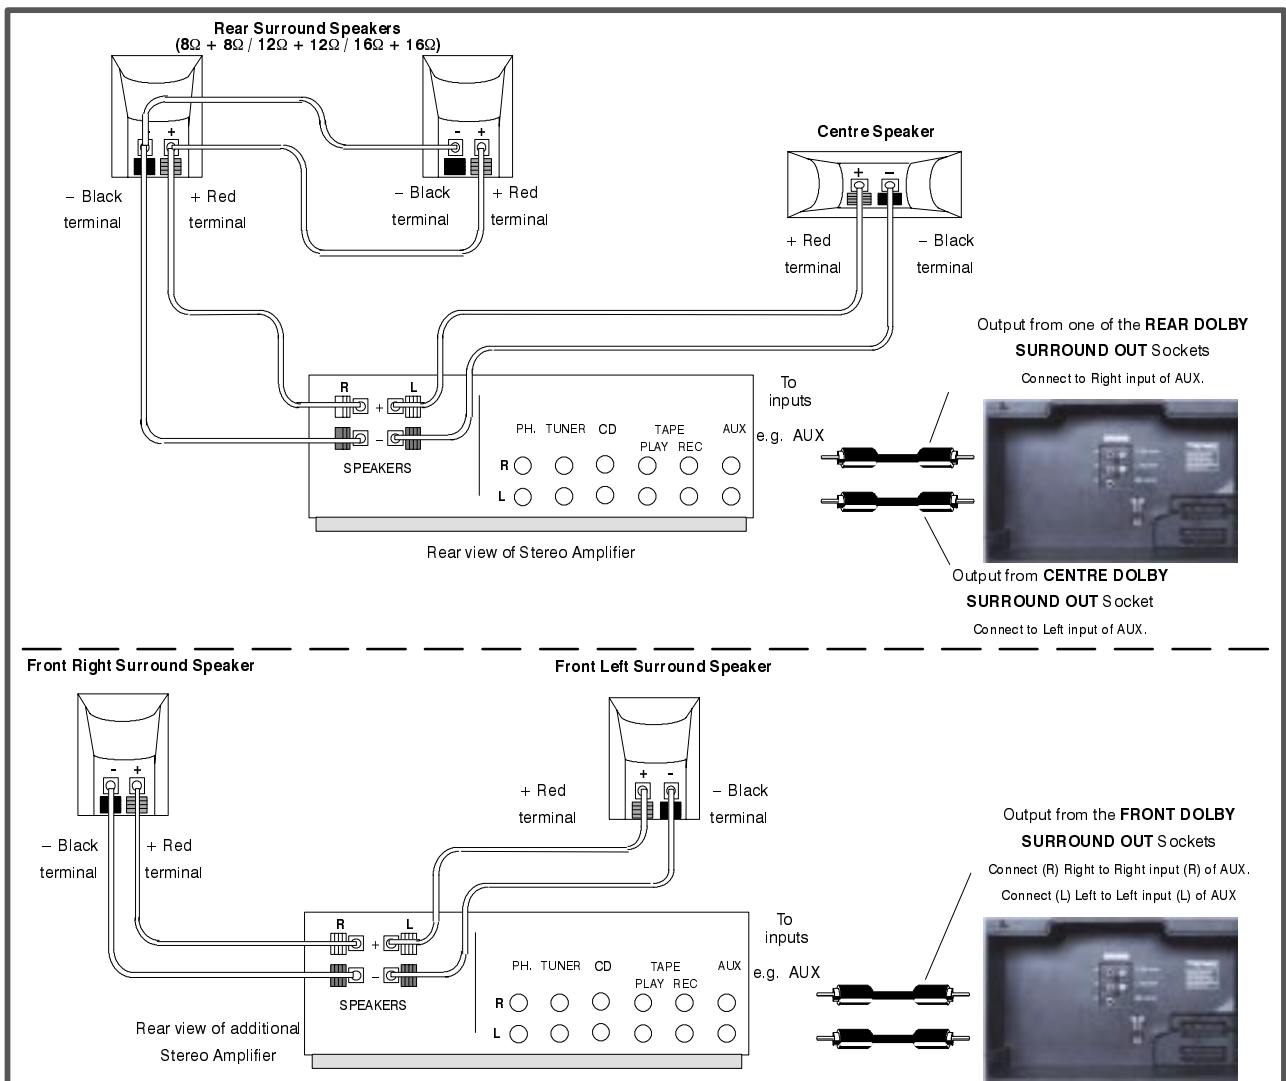 Rear Surround Speakers
(8Ω + 8Ω / 12Ω + 12Ω / 16Ω + 16Ω)
- +
- +
– Black
terminal
+ Red
terminal
– Black
terminal
+ Red
terminal
Centre Speaker
+ –
+ Red
terminal
– Black
terminal
Output from one of the REAR DOLBY
SURROUND OUT Sockets
Connect to Right input of AUX.
R L
+
–
SPEAKERS
PH. TUNER CD TAPE AUX
PLAY REC
R
L
To
inputs
e.g. AUX
Rear view of Stereo Amplifier
Output from CENTRE DOLBY
SURROUND OUT Socket
Connect to Left input of AUX.
Front Right Surround Speaker
Front Left Surround Speaker
- +
+ -
– Black
terminal
+ Red
terminal
+ Red
terminal
– Black
terminal
Output from the FRONT DOLBY
SURROUND OUT Sockets
Connect (R) Right to Right input (R) of AUX.
Connect (L) Left to Left input (L) of AUX
R L
+
–
SPEAKERS
PH. TUNER CD TAPE AUX
PLAY REC
R
L
To
inputs
e.g. AUX
Rear view of additional
Stereo Amplifier